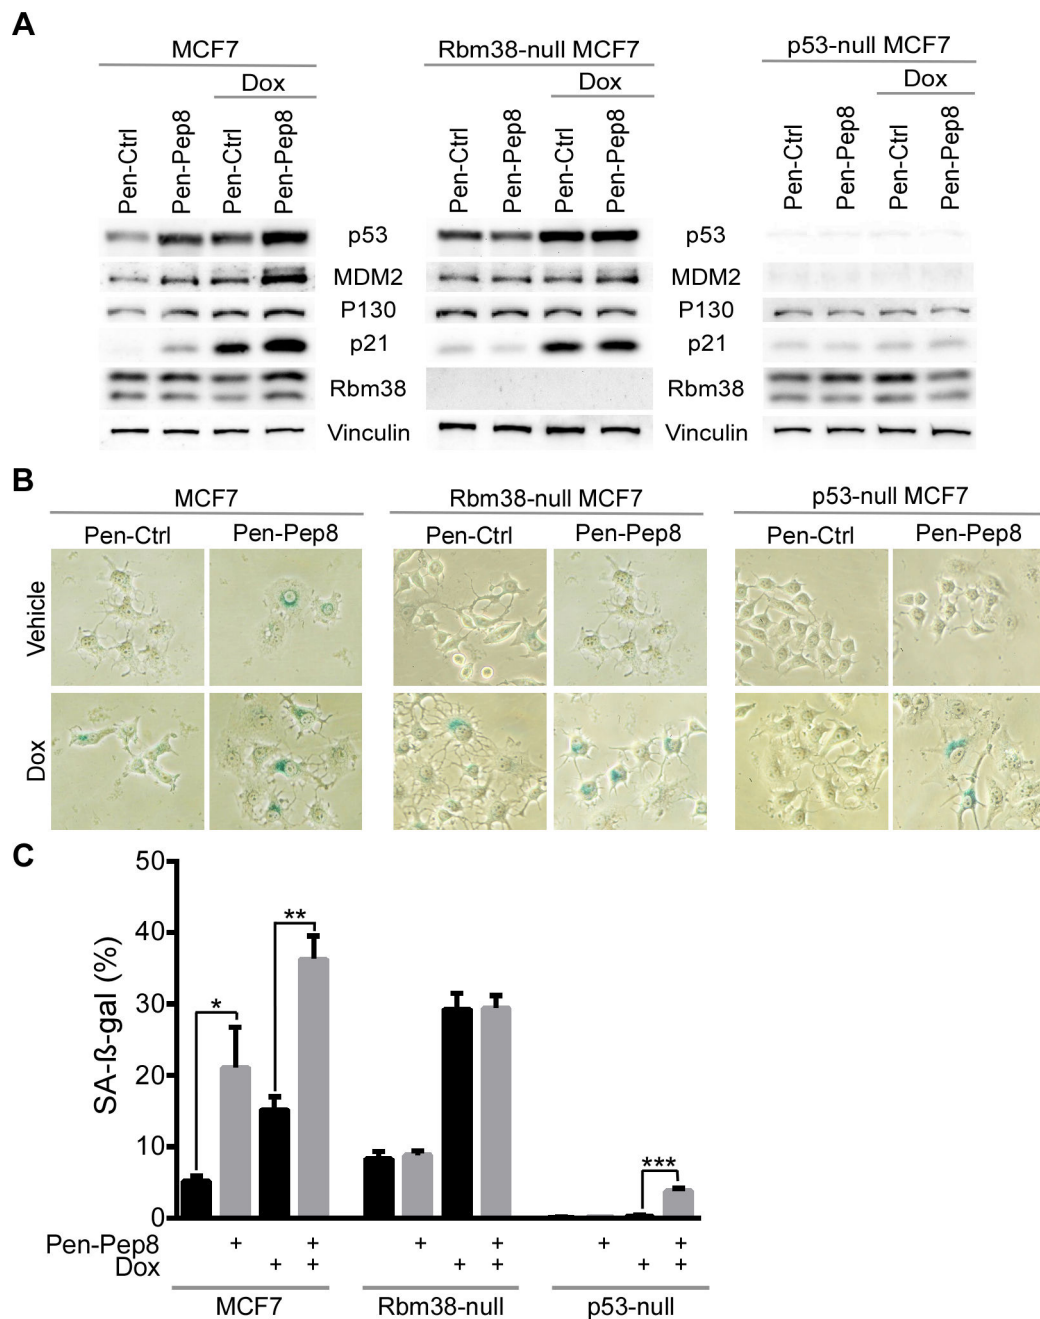 A
MCF7 Rbm38-null MCF7 p53-null MCF7
Dox Dox Dox
Pen-Ctrl Pen-Pep8 Pen-Ctrl Pen-Pep8 Pen-Ctrl Pen-Pep8 Pen-Ctrl Pen-Pep8 Pen-Ctrl Pen-Pep8 Pen-Ctrl Pen-Pep8
p53 p53
MDM2 MDM2
P130 P130
p21 p21
Rbm38 Rbm38
Vinculin Vinculin
B
MCF7 Rbm38-null MCF7 p53-null MCF7
Pen-Ctrl Pen-Pep8 Pen-Ctrl Pen-Pep8 Pen-Ctrl Pen-Pep8
Vehicle
Dox
C
SA-ß-gal (%)
50
40
30
20
10
0
* ** ***
Pen-Pep8 + + + + + +
Dox + + + + + +
MCF7 Rbm38-null p53-null